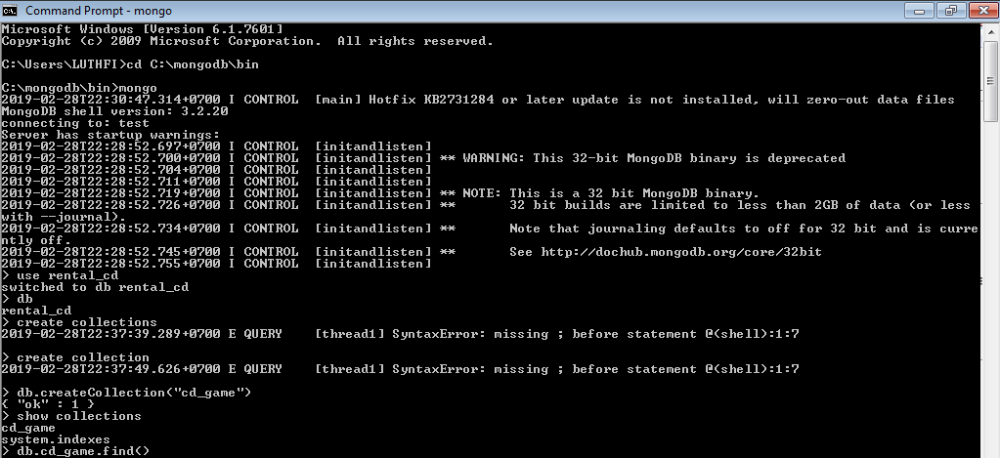 Command Prompt - mongo
Microsoft Windows [Version 6.1.7601]
Copyright (c) 2009 Microsoft Corporation.  All rights reserved.
C:\Users\LUTHFI>cd C:\mongodb\bin
C:\mongodb\bin>mongo
2019-02-28T22:30:47.314+0700 I CONTROL  [main] Hotfix KB2731284 or later update is not installed, will zero-out data files
MongoDB shell version: 3.2.20
connecting to: test
Server has startup warnings:
2019-02-28T22:28:52.697+0700 I CONTROL  [initandlisten]
2019-02-28T22:28:52.700+0700 I CONTROL  [initandlisten] ** WARNING: This 32-bit MongoDB binary is deprecated
2019-02-28T22:28:52.704+0700 I CONTROL  [initandlisten]
2019-02-28T22:28:52.711+0700 I CONTROL  [initandlisten]
2019-02-28T22:28:52.719+0700 I CONTROL  [initandlisten] ** NOTE: This is a 32 bit MongoDB binary.
2019-02-28T22:28:52.726+0700 I CONTROL  [initandlisten] **       32 bit builds are limited to less than 2GB of data (or less
with --journal).
2019-02-28T22:28:52.734+0700 I CONTROL  [initandlisten] **       Note that journaling defaults to off for 32 bit and is curre
ntly off.
2019-02-28T22:28:52.745+0700 I CONTROL  [initandlisten] **       See http://dochub.mongodb.org/core/32bit
2019-02-28T22:28:52.755+0700 I CONTROL  [initandlisten]
> use rental_cd
switched to db rental_cd
> db
rental_cd
> create collections
2019-02-28T22:37:39.289+0700 E QUERY    [thread1] SyntaxError: missing ; before statement @(shell):1:7
> create collection
2019-02-28T22:37:49.626+0700 E QUERY    [thread1] SyntaxError: missing ; before statement @(shell):1:7
> db.createCollection("cd_game")
{ "ok" : 1 }
> show collections
cd_game
system.indexes
> db.cd_game.find()